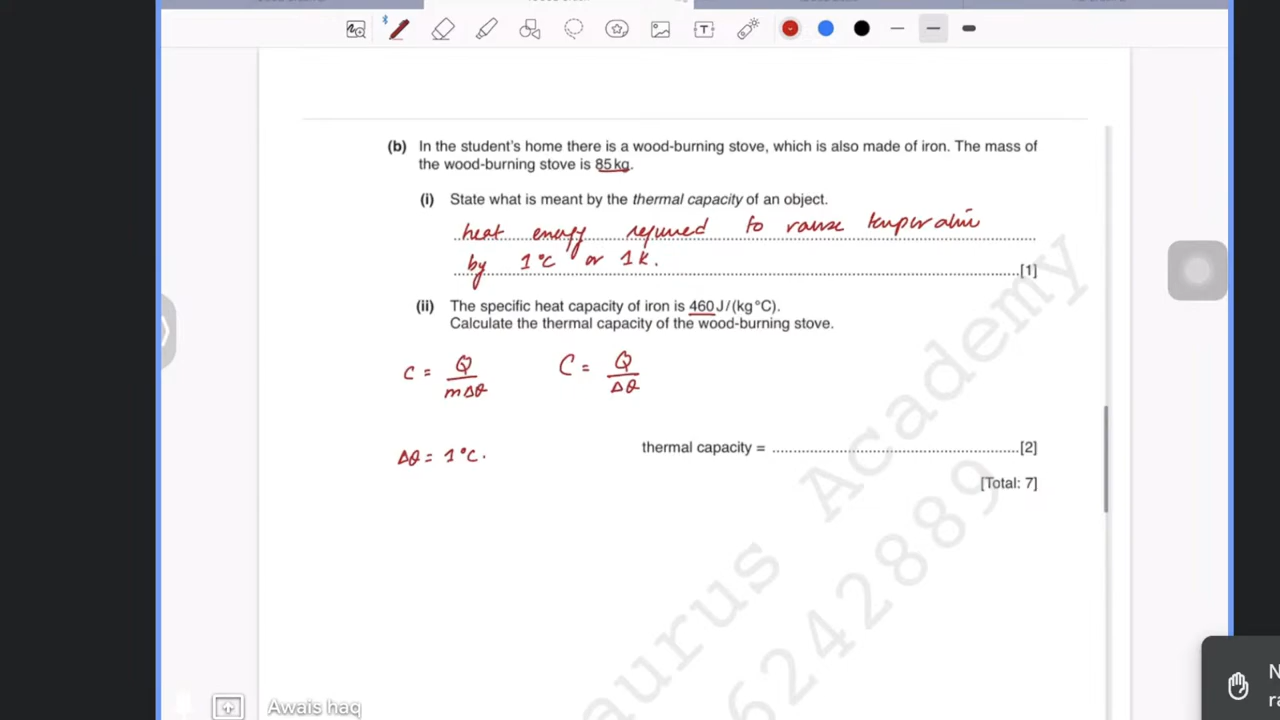 (b) In the student's home there is a wood-burning stove, which is also made of iron. The mass of
the wood-burning stove is 85 kg.
(i) State what is meant by the thermal capacity of an object.
heat energy required to raise temperature
by 1°C or 1 K.
[1]
(ii) The specific heat capacity of iron is 460 J/(kg °C).
Calculate the thermal capacity of the wood-burning stove.
c = Q / mΔθ C = Q / Δθ
thermal capacity = ........................................................[2]
Δθ = 1°C.
[Total: 7]
aurus Academy
6242889
Awais haq